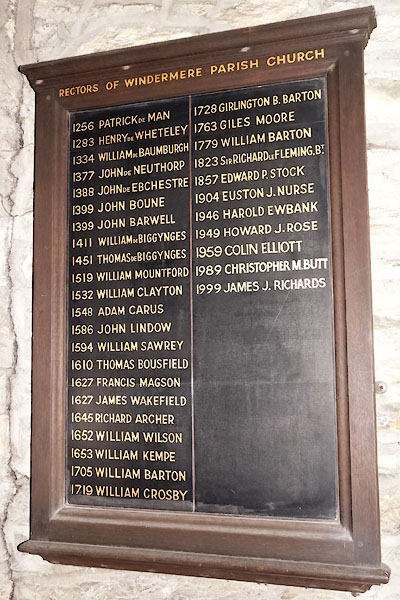 RECTORS OF WINDERMERE PARISH CHURCH
1256 PATRICK DE MAN
1283 HENRY DE WHETELEY
1334 WILLIAM DE BAUMBURGH
1377 JOHN DE NEUTHORP
1388 JOHN DE EBCHESTRE
1399 JOHN BOUNE
1399 JOHN BARWELL
1411 WILLIAM DE BIGGYNGES
1451 THOMAS DE BIGGYNGES
1519 WILLIAM MOUNTFORD
1532 WILLIAM CLAYTON
1548 ADAM CARUS
1586 JOHN LINDOW
1594 WILLIAM SAWREY
1610 THOMAS BOUSFIELD
1627 FRANCIS MAGSON
1627 JAMES WAKEFIELD
1645 RICHARD ARCHER
1652 WILLIAM WILSON
1653 WILLIAM KEMPE
1705 WILLIAM BARTON
1719 WILLIAM CROSBY
1728 GIRLINGTON B. BARTON
1763 GILES MOORE
1779 WILLIAM BARTON
1823 SIR RICHARD LE FLEMING, BT.
1857 EDWARD P. STOCK
1904 EUSTON J. NURSE
1946 HAROLD EWBANK
1949 HOWARD J. ROSE
1959 COLIN ELLIOTT
1989 CHRISTOPHER M. BUTT
1999 JAMES J. RICHARDS